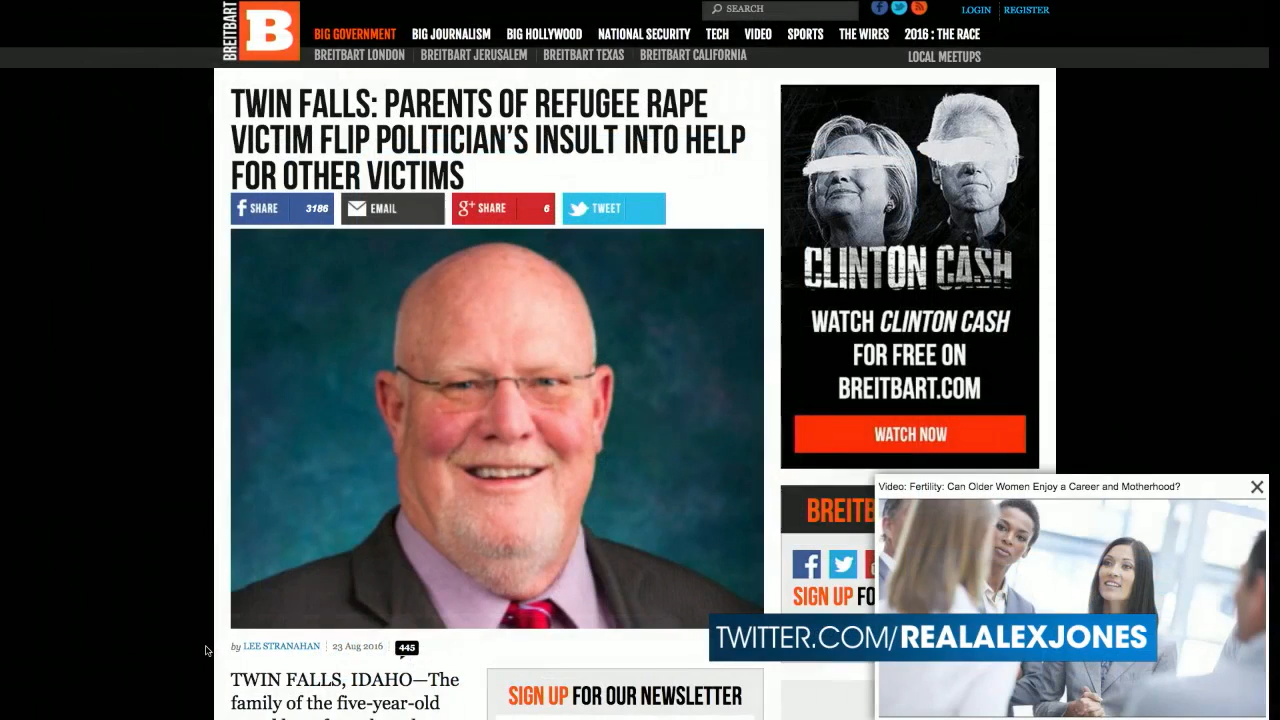 BREITBART
B
SEARCH
LOGIN
REGISTER
BIG GOVERNMENT BIG JOURNALISM BIG HOLLYWOOD NATIONAL SECURITY TECH VIDEO SPORTS THE WIRES 2016 : THE RACE
BREITBART LONDON BREITBART JERUSALEM BREITBART TEXAS BREITBART CALIFORNIA
LOCAL MEETUPS
TWIN FALLS: PARENTS OF REFUGEE RAPE
VICTIM FLIP POLITICIAN'S INSULT INTO HELP
FOR OTHER VICTIMS
f SHARE 3186
EMAIL
g+ SHARE 6
TWEET
CLINTON CASH
WATCH CLINTON CASH
FOR FREE ON
BREITBART.COM
WATCH NOW
BREITB
SIGN UP FO
Video: Fertility: Can Older Women Enjoy a Career and Motherhood?
TWITTER.COM/REALALEXJONES
by LEE STRANAHAN 23 Aug 2016 445
TWIN FALLS, IDAHO—The
family of the five-year-old
SIGN UP FOR OUR NEWSLETTER